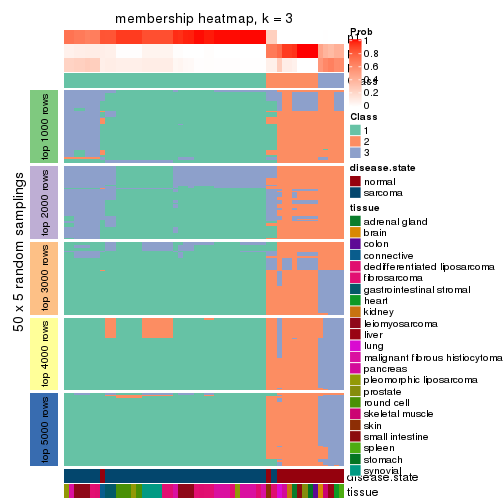 membership heatmap, k = 3
50 x 5 random samplings
top 1000 rows
top 2000 rows
top 3000 rows
top 4000 rows
top 5000 rows
disease.state
tissue
Prob
1
0.8
0.6
0.4
0.2
0
Class
1
2
3
disease.state
normal
sarcoma
tissue
adrenal gland
brain
colon
connective
dedifferentiated liposarcoma
fibrosarcoma
gastrointestinal stromal
heart
kidney
leiomyosarcoma
liver
lung
malignant fibrous histiocytoma
pancreas
pleomorphic liposarcoma
prostate
round cell
skeletal muscle
skin
small intestine
spleen
stomach
synovial